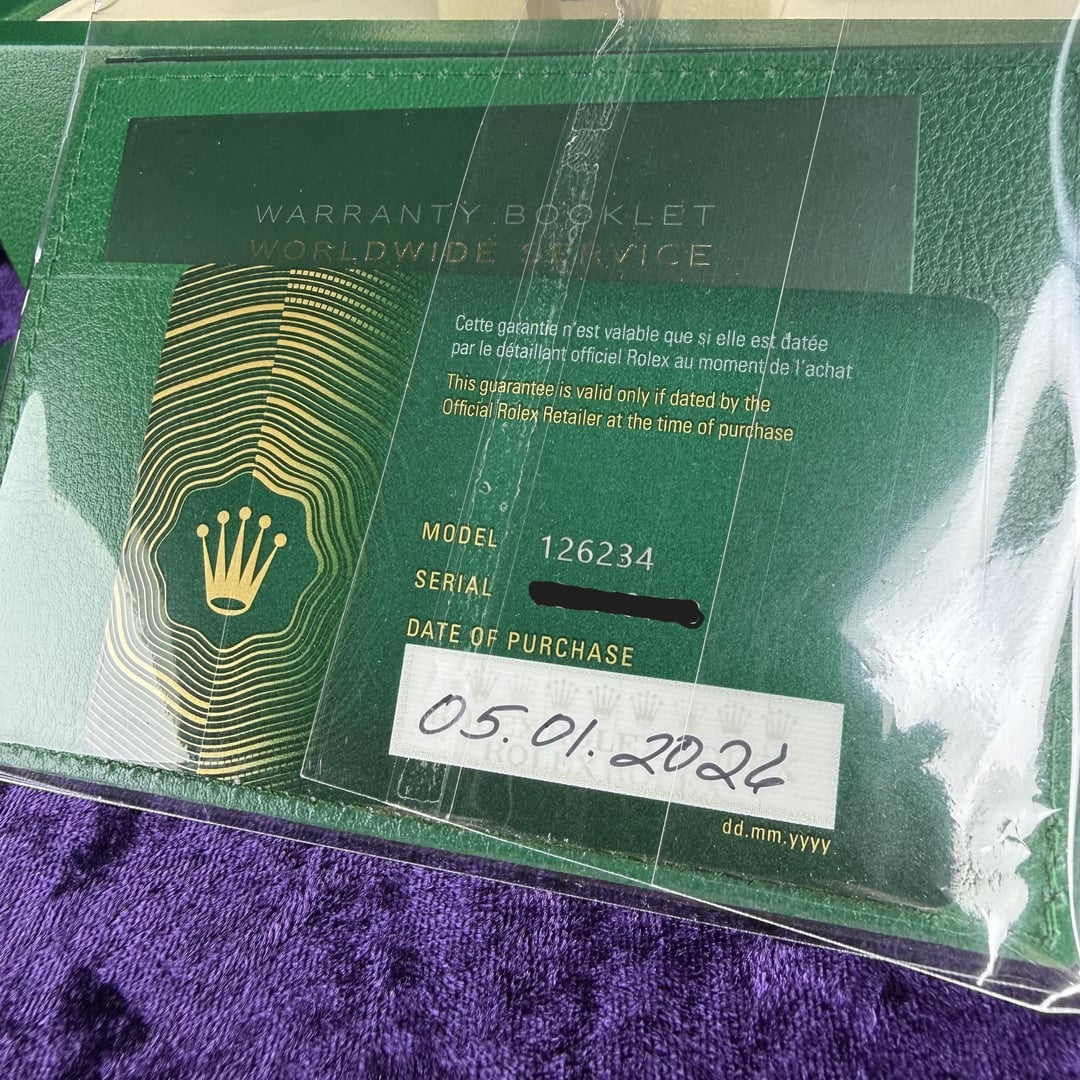 WARRANTY BOOKLET
WORLDWIDE SERVICE
Cette garantie n'est valable que si elle est datée
par le détaillant officiel Rolex au moment de l'achat
This guarantee is valid only if dated by the
Official Rolex Retailer at the time of purchase
MODEL 126234
SERIAL
DATE OF PURCHASE
05.01.2026
dd.mm.yyyy